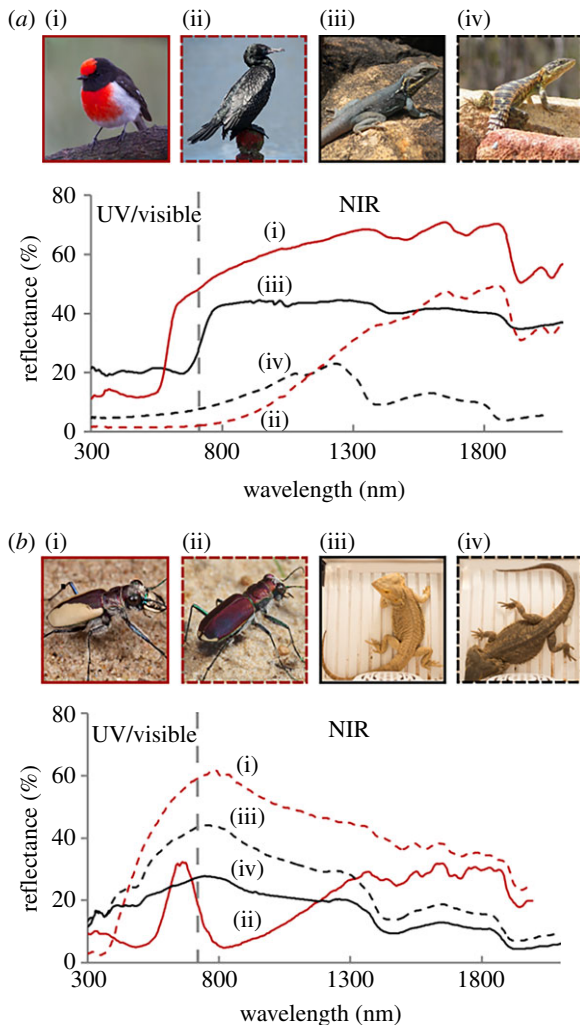 (a) (i) (ii) (iii) (iv)
80
UV/visible NIR
(i)
60
reflectance (%)
(iii)
40
(iv)
20
(ii)
0
300 800 1300 1800
wavelength (nm)
(b) (i) (ii) (iii) (iv)
80
UV/visible NIR
(i)
60
reflectance (%)
(iii)
40
(iv)
20
(ii)
0
300 800 1300 1800
wavelength (nm)